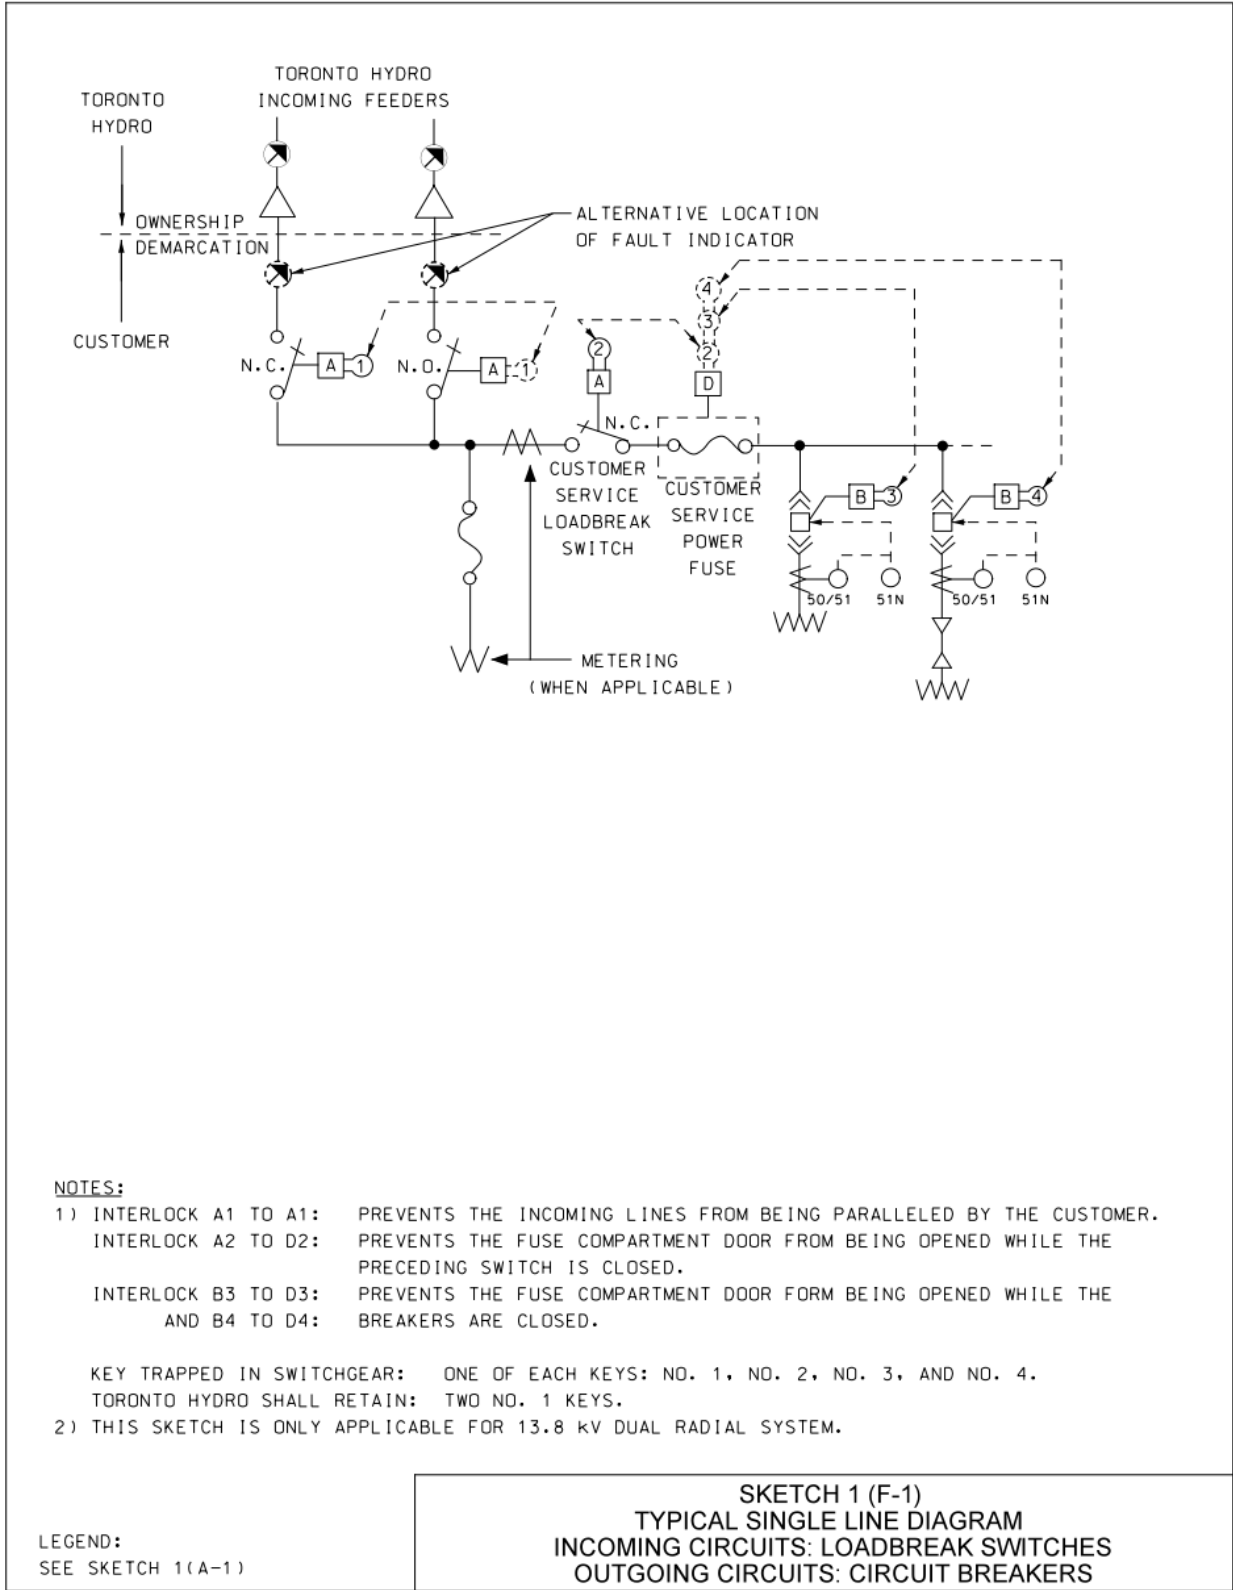 TORONTO HYDRO
INCOMING FEEDERS
TORONTO
HYDRO
OWNERSHIP
DEMARCATION
CUSTOMER
ALTERNATIVE LOCATION
OF FAULT INDICATOR
N.C.
A
1
N.O.
A
1
2
A
4
3
2
D
N.C.
CUSTOMER
SERVICE
LOADBREAK
SWITCH
CUSTOMER
SERVICE
POWER
FUSE
B
3
B
4
50/51
51N
50/51
51N
METERING
(WHEN APPLICABLE)
NOTES:
1) INTERLOCK A1 TO A1: PREVENTS THE INCOMING LINES FROM BEING PARALLELED BY THE CUSTOMER.
INTERLOCK A2 TO D2: PREVENTS THE FUSE COMPARTMENT DOOR FROM BEING OPENED WHILE THE
PRECEDING SWITCH IS CLOSED.
INTERLOCK B3 TO D3: PREVENTS THE FUSE COMPARTMENT DOOR FORM BEING OPENED WHILE THE
AND B4 TO D4: BREAKERS ARE CLOSED.
KEY TRAPPED IN SWITCHGEAR: ONE OF EACH KEYS: NO. 1, NO. 2, NO. 3, AND NO. 4.
TORONTO HYDRO SHALL RETAIN: TWO NO. 1 KEYS.
2) THIS SKETCH IS ONLY APPLICABLE FOR 13.8 kV DUAL RADIAL SYSTEM.
LEGEND:
SEE SKETCH 1(A-1)
SKETCH 1 (F-1)
TYPICAL SINGLE LINE DIAGRAM
INCOMING CIRCUITS: LOADBREAK SWITCHES
OUTGOING CIRCUITS: CIRCUIT BREAKERS